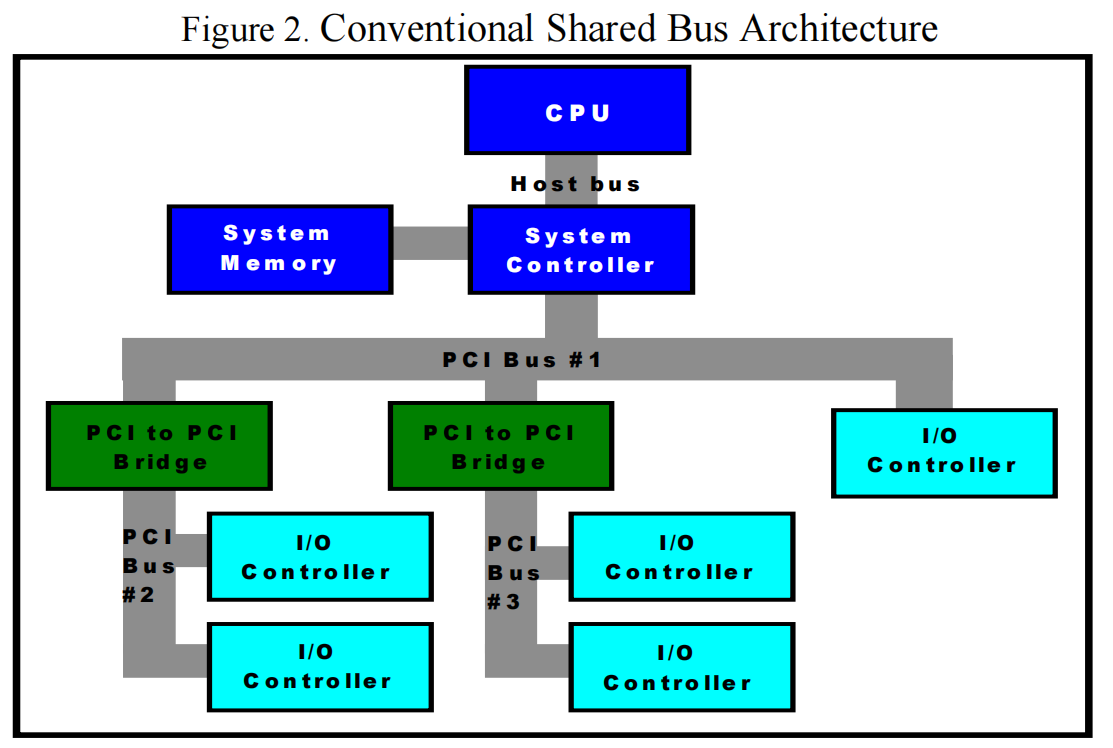 Figure 2. Conventional Shared Bus Architecture
CPU
Host bus
System
Memory
System
Controller
PCI Bus #1
PCI to PCI
Bridge
PCI to PCI
Bridge
I/O
Controller
PCI
Bus
#2
I/O
Controller
I/O
Controller
PCI
Bus
#3
I/O
Controller
I/O
Controller